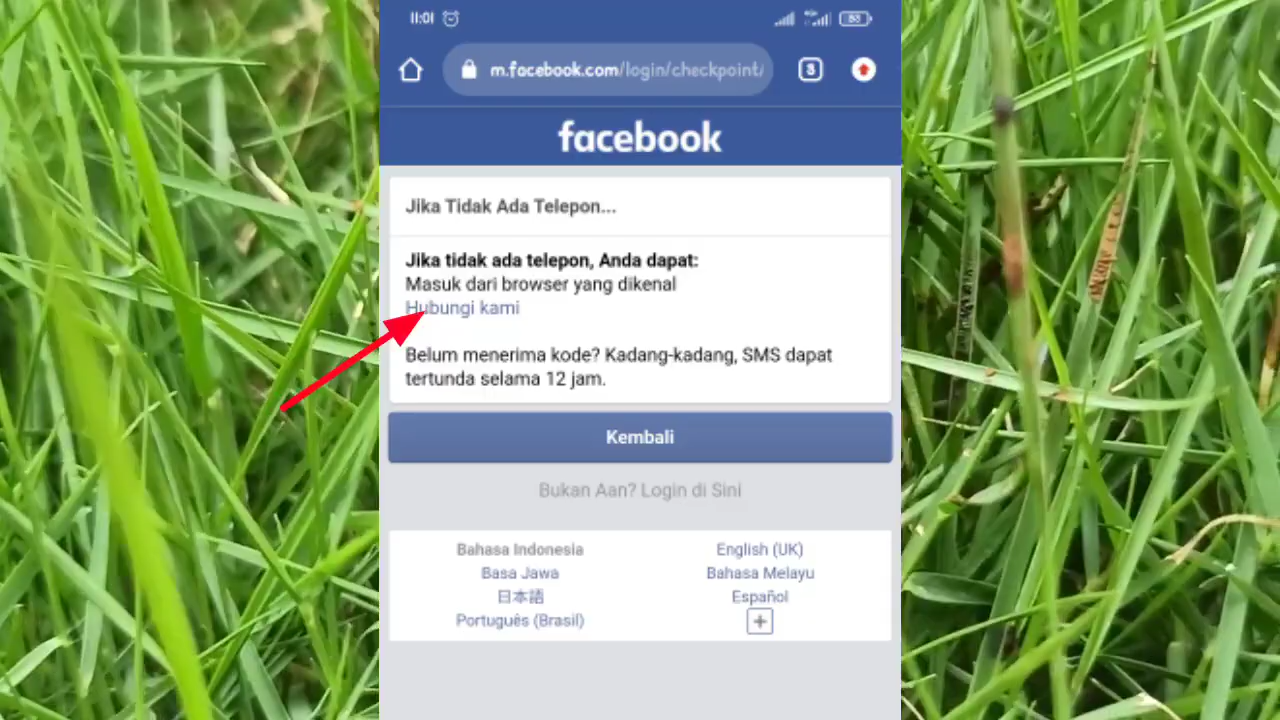 11:01
83
m.facebook.com/login/checkpoint/
3
facebook
Jika Tidak Ada Telepon...
Jika tidak ada telepon, Anda dapat:
Masuk dari browser yang dikenal
Hubungi kami
Belum menerima kode? Kadang-kadang, SMS dapat
tertunda selama 12 jam.
Kembali
Bukan Aan? Login di Sini
Bahasa Indonesia
English (UK)
Basa Jawa
Bahasa Melayu
日本語
Español
Português (Brasil)